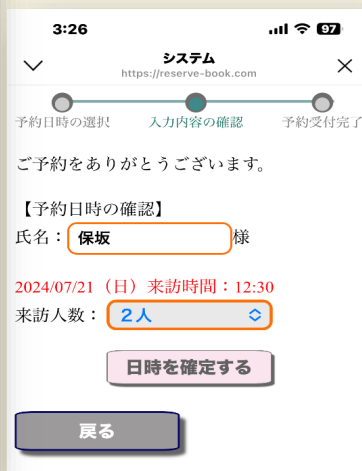 3:26
97
システム
https://reserve-book.com
予約日時の選択
入力内容の確認
予約受付完了
ご予約をありがとうございます。
【予約日時の確認】
氏名：保坂様
2024/07/21（日）来訪時間：12:30
来訪人数：２人
日時を確定する
戻る